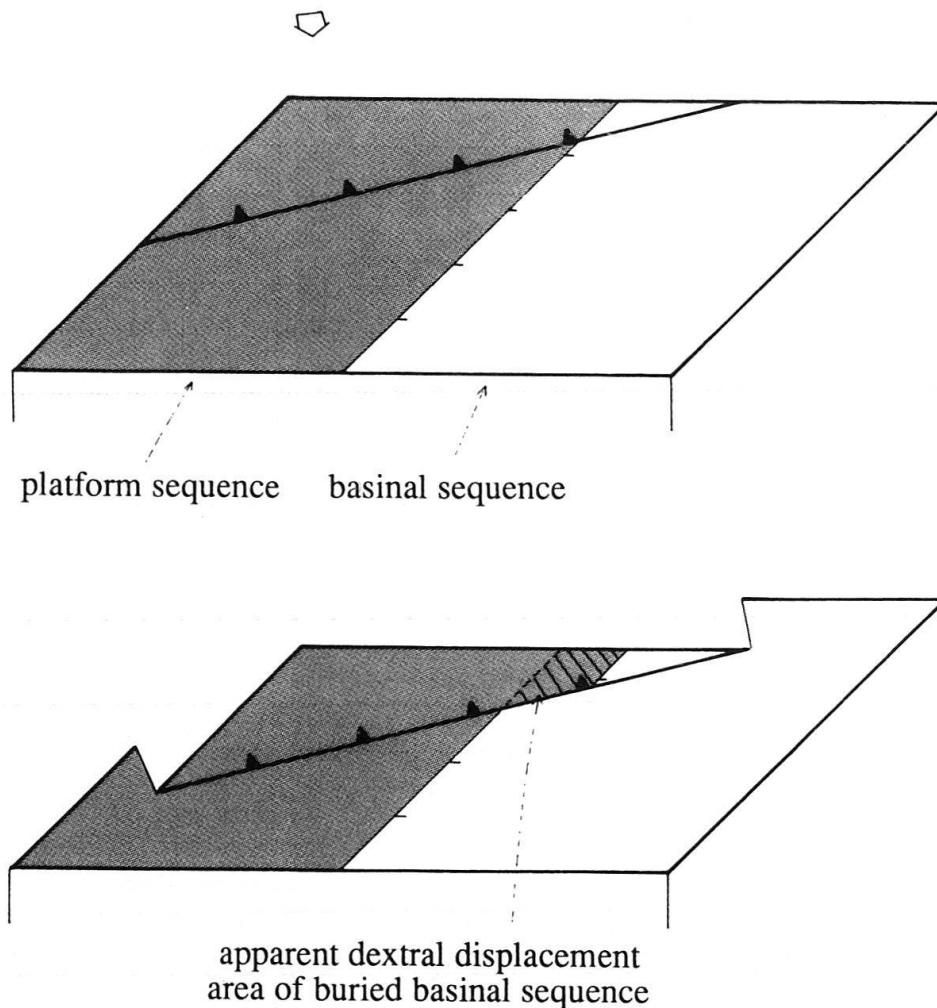 platform sequence basinal sequence
apparent dextral displacement
area of buried basinal sequence